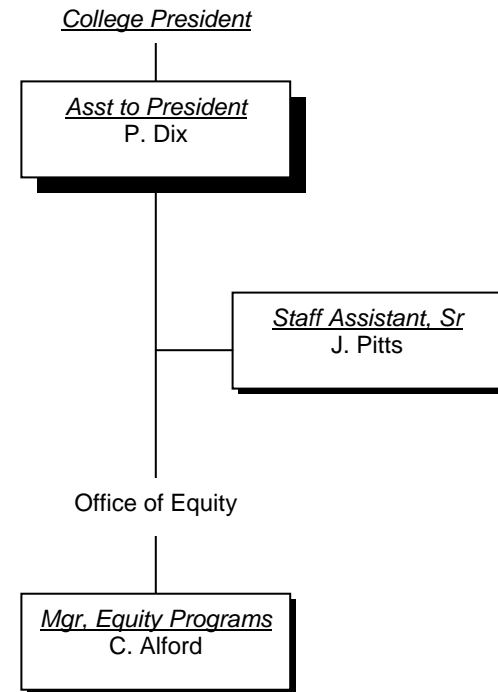 College President
Asst to President
P. Dix
Staff Assistant, Sr
J. Pitts
Office of Equity
Mgr, Equity Programs
C. Alford